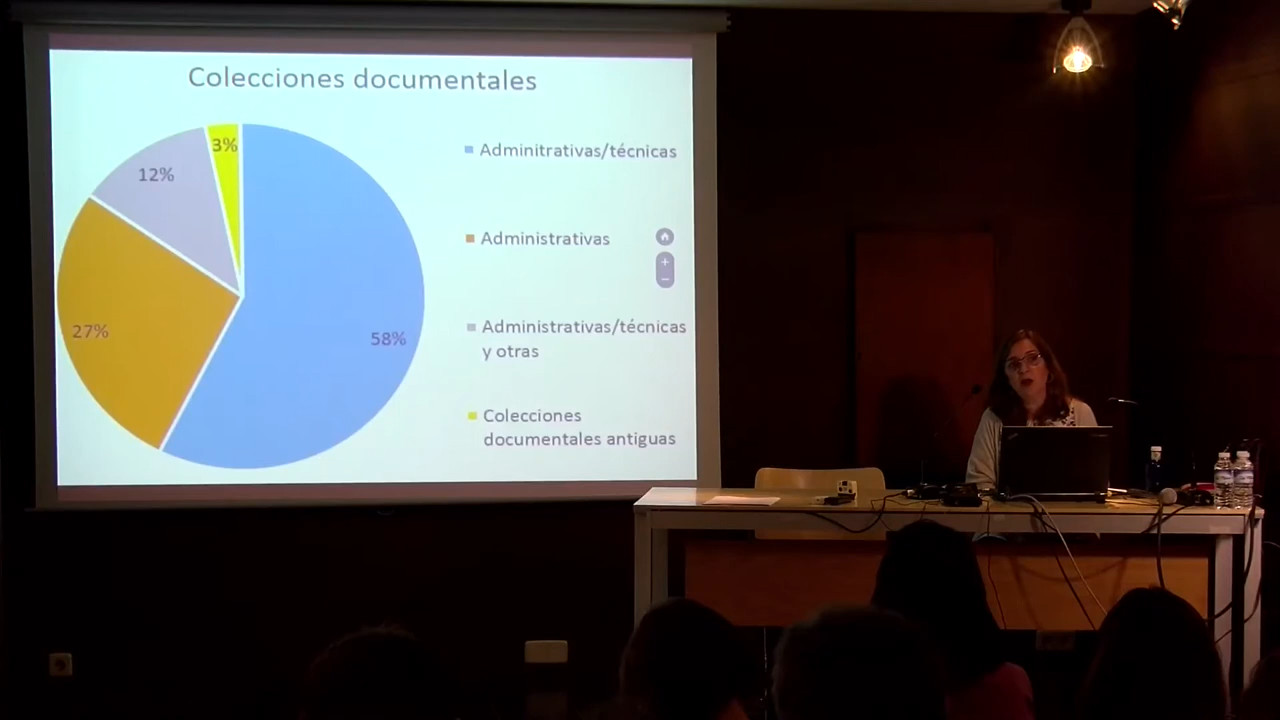 Colecciones documentales
3%
12%
27%
58%
Adminitrativas/técnicas
Administrativas
Administrativas/técnicas
y otras
Colecciones
documentales antiguas